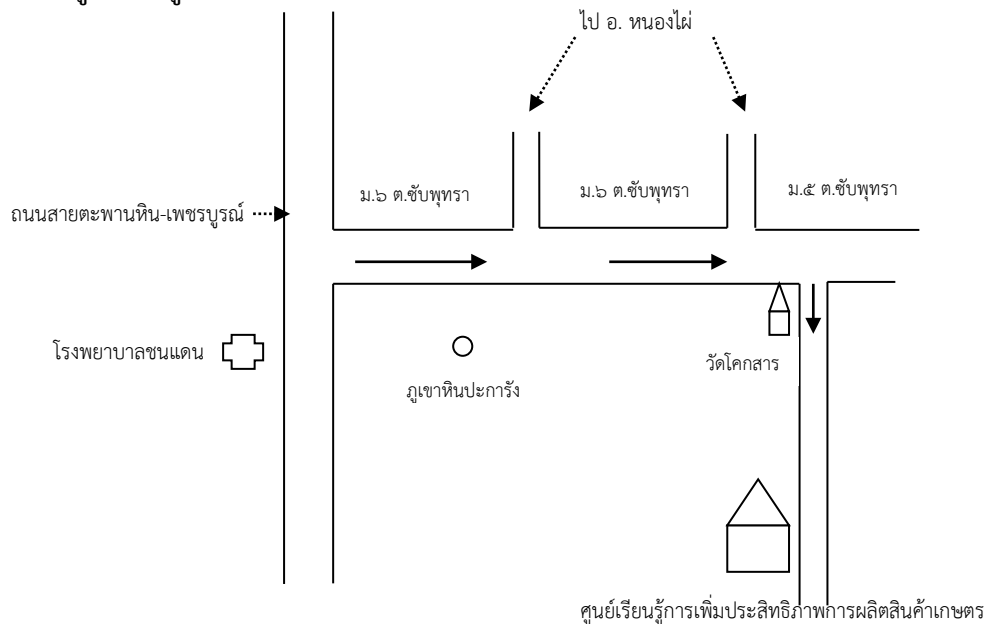 ไป อ. หนองไผ่
ม.๖ ต.ซับพุทรา
ม.๖ ต.ซับพุทรา
ม.๕ ต.ซับพุทรา
ถนนสายตะพานหิน-เพชรบูรณ์
โรงพยาบาลชนแดน
วัดโคกสาร
ภูเขาหินปะการัง
ศูนย์เรียนรู้การเพิ่มประสิทธิภาพการผลิตสินค้าเกษตร